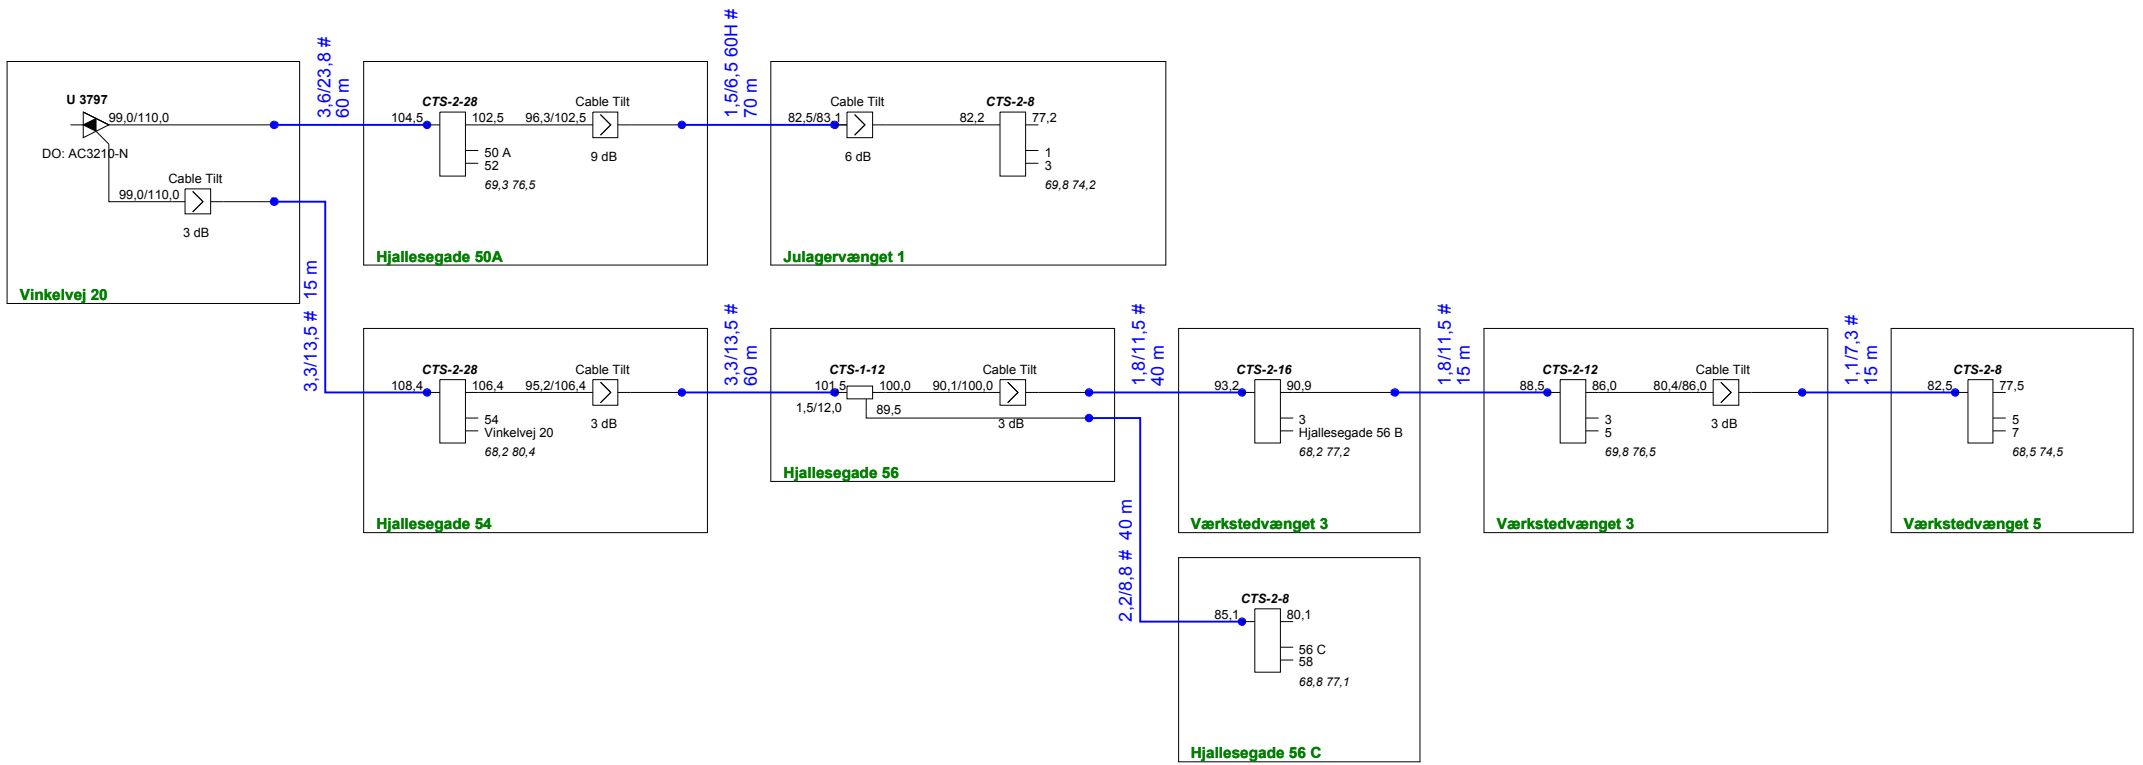 U 3797
99,0/110,0
DO: AC3210-N
Cable Tilt
99,0/110,0
3 dB
Vinkelvej 20
3,6/23,8 #
60 m
CTS-2-28
104,5
102,5
50 A
52
69,3 76,5
Cable Tilt
96,3/102,5
9 dB
Hjallesegade 50A
1,5/6,5 60H #
70 m
Cable Tilt
82,5/83,1
6 dB
CTS-2-8
82,2
77,2
1
3
69,8 74,2
Julagervænget 1
3,3/13,5 # 15 m
CTS-2-28
108,4
106,4
54
Vinkelvej 20
68,2 80,4
Cable Tilt
95,2/106,4
3 dB
Hjallesegade 54
3,3/13,5 #
60 m
CTS-1-12
101,5
100,0
1,5/12,0
89,5
Cable Tilt
90,1/100,0
3 dB
Hjallesegade 56
1,8/11,5 #
40 m
CTS-2-16
93,2
90,9
3
Hjallesegade 56 B
68,2 77,2
Værkstedvænget 3
1,8/11,5 #
15 m
CTS-2-12
88,5
86,0
3
5
69,8 76,5
Cable Tilt
80,4/86,0
3 dB
Værkstedvænget 3
1,1/7,3 #
15 m
CTS-2-8
82,5
77,5
5
7
68,5 74,5
Værkstedvænget 5
2,2/8,8 # 40 m
CTS-2-8
85,1
80,1
56 C
58
68,8 77,1
Hjallesegade 56 C